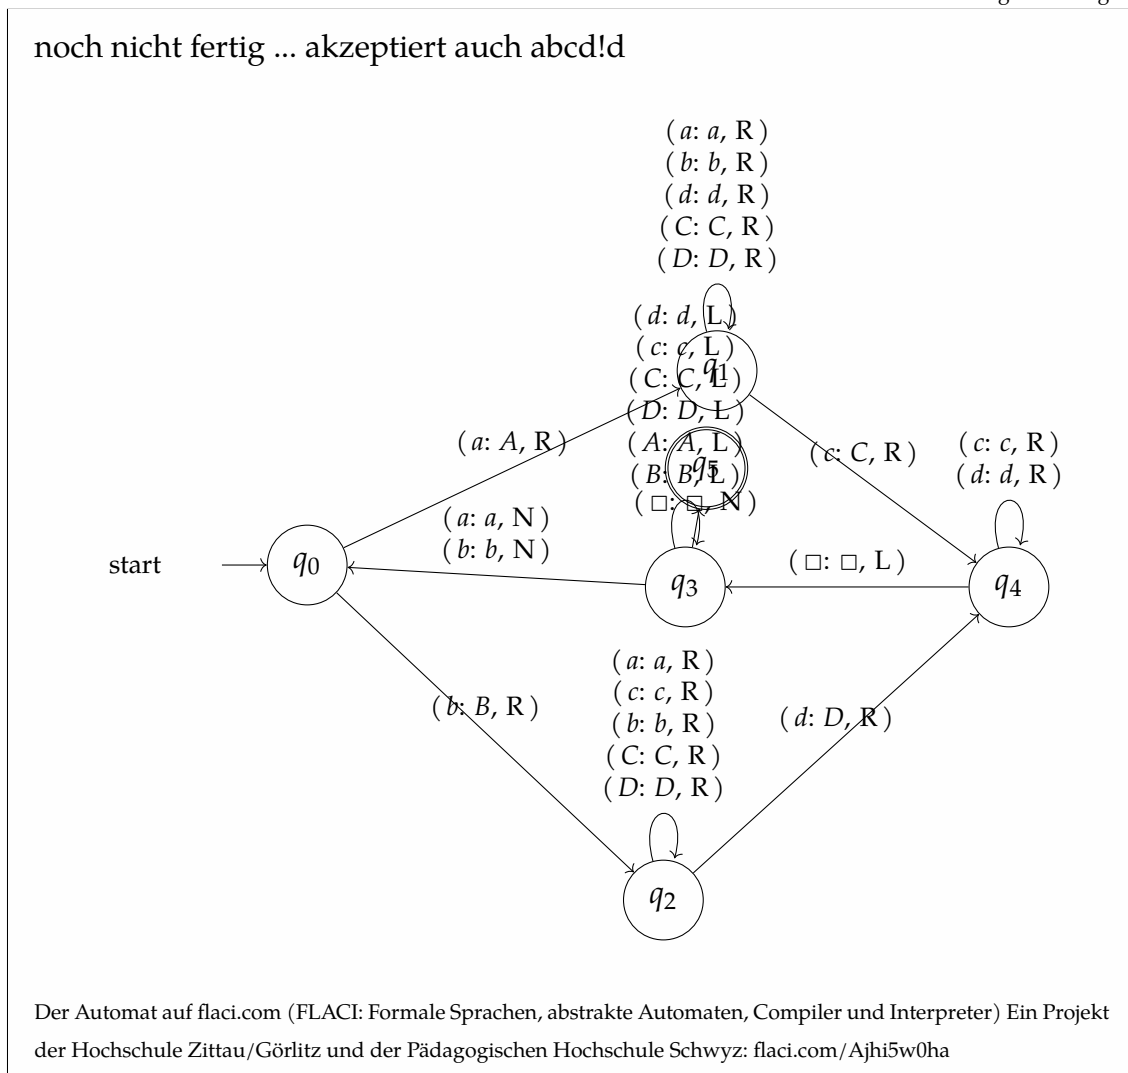 noch nicht fertig ... akzeptiert auch abcd!d
(a: a, R)
(b: b, R)
(d: d, R)
(C: C, R)
(D: D, R)
(d: d, L)
(c: c, L)
q1
(C: C, L)
(D: D, L)
(a: A, R)
(A: A, L)
q5
(B: B, L)
(□: □, N)
(c: C, R)
(c: c, R)
(d: d, R)
(a: a, N)
(b: b, N)
start
q0
q3
(□: □, L)
q4
(a: a, R)
(c: c, R)
(b: b, R)
(C: C, R)
(D: D, R)
(b: B, R)
(d: D, R)
q2
Der Automat auf flaci.com (FLACI: Formale Sprachen, abstrakte Automaten, Compiler und Interpreter) Ein Projekt
der Hochschule Zittau/Görlitz und der Pädagogischen Hochschule Schwyz: flaci.com/Ajhi5w0ha